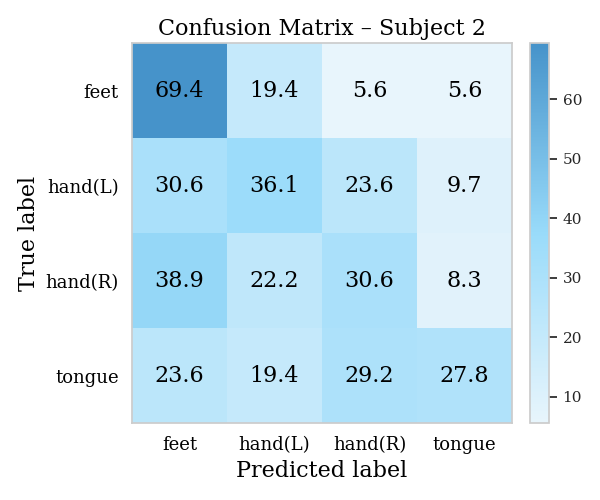 Confusion Matrix – Subject 2
feet 69.4 19.4 5.6 5.6
hand(L) 30.6 36.1 23.6 9.7
hand(R) 38.9 22.2 30.6 8.3
tongue 23.6 19.4 29.2 27.8
feet hand(L) hand(R) tongue
Predicted label
True label
60
50
40
30
20
10